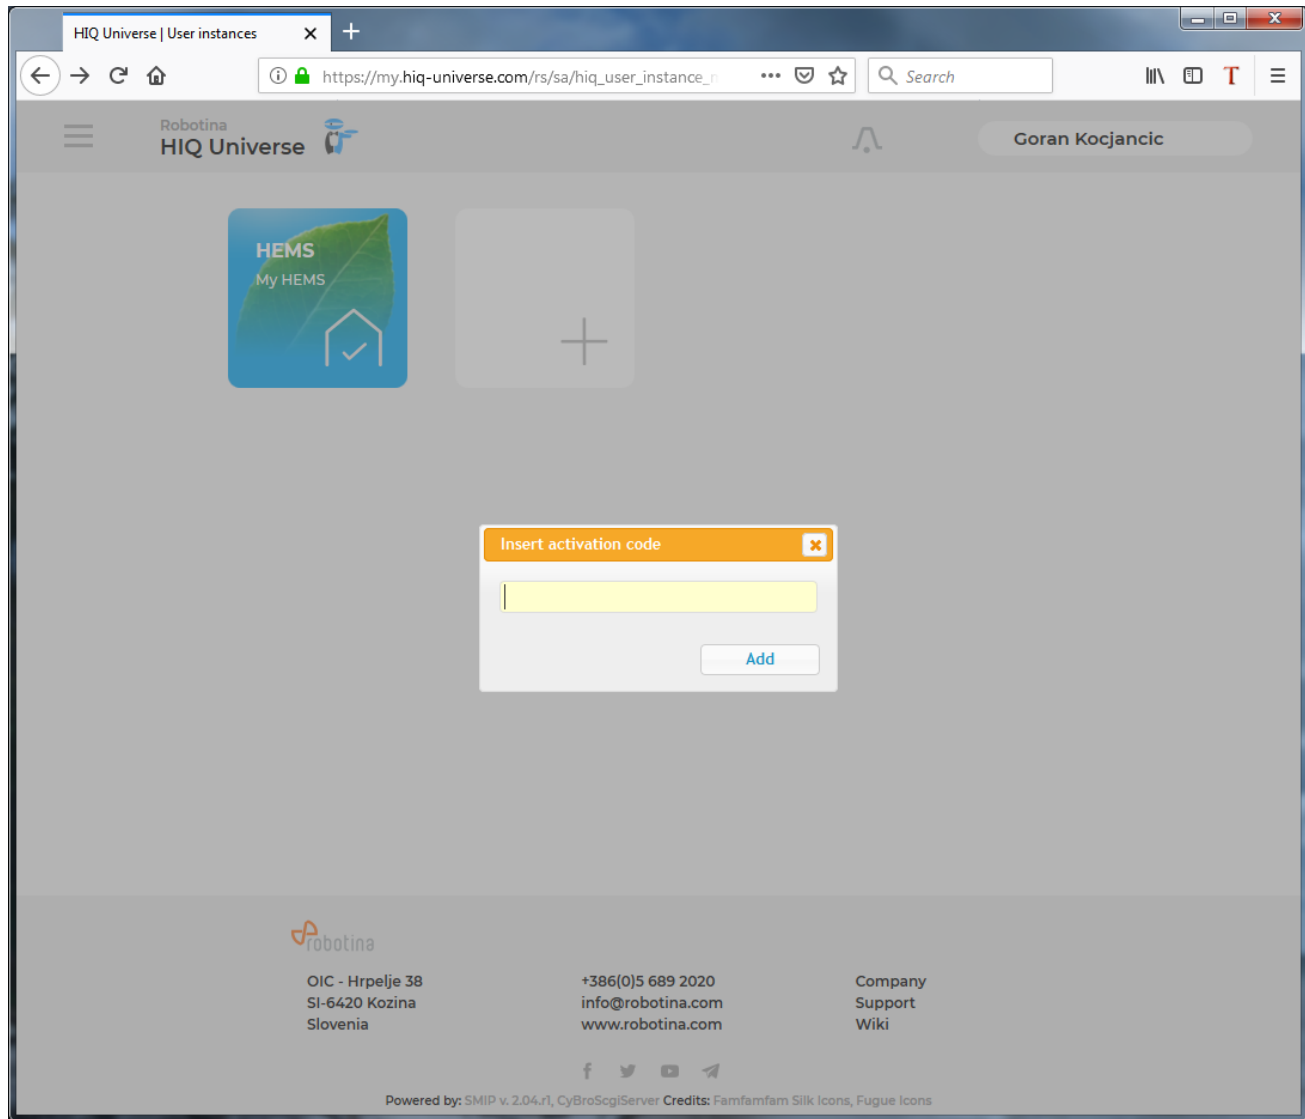 HIQ Universe | User instances
https://my.hiq-universe.com/rs/sa/hiq_user_instance_
Search
T
Robotina
HIQ Universe
Goran Kocjancic
HEMS
My HEMS
Insert activation code
Add
robotina
OIC - Hrpelje 38
SI-6420 Kozina
Slovenia
+386(0)5 689 2020
info@robotina.com
www.robotina.com
Company
Support
Wiki
Powered by: SMIP v. 2.04.r1, CyBroScgiServer Credits: Famfamfam Silk Icons, Fugue Icons